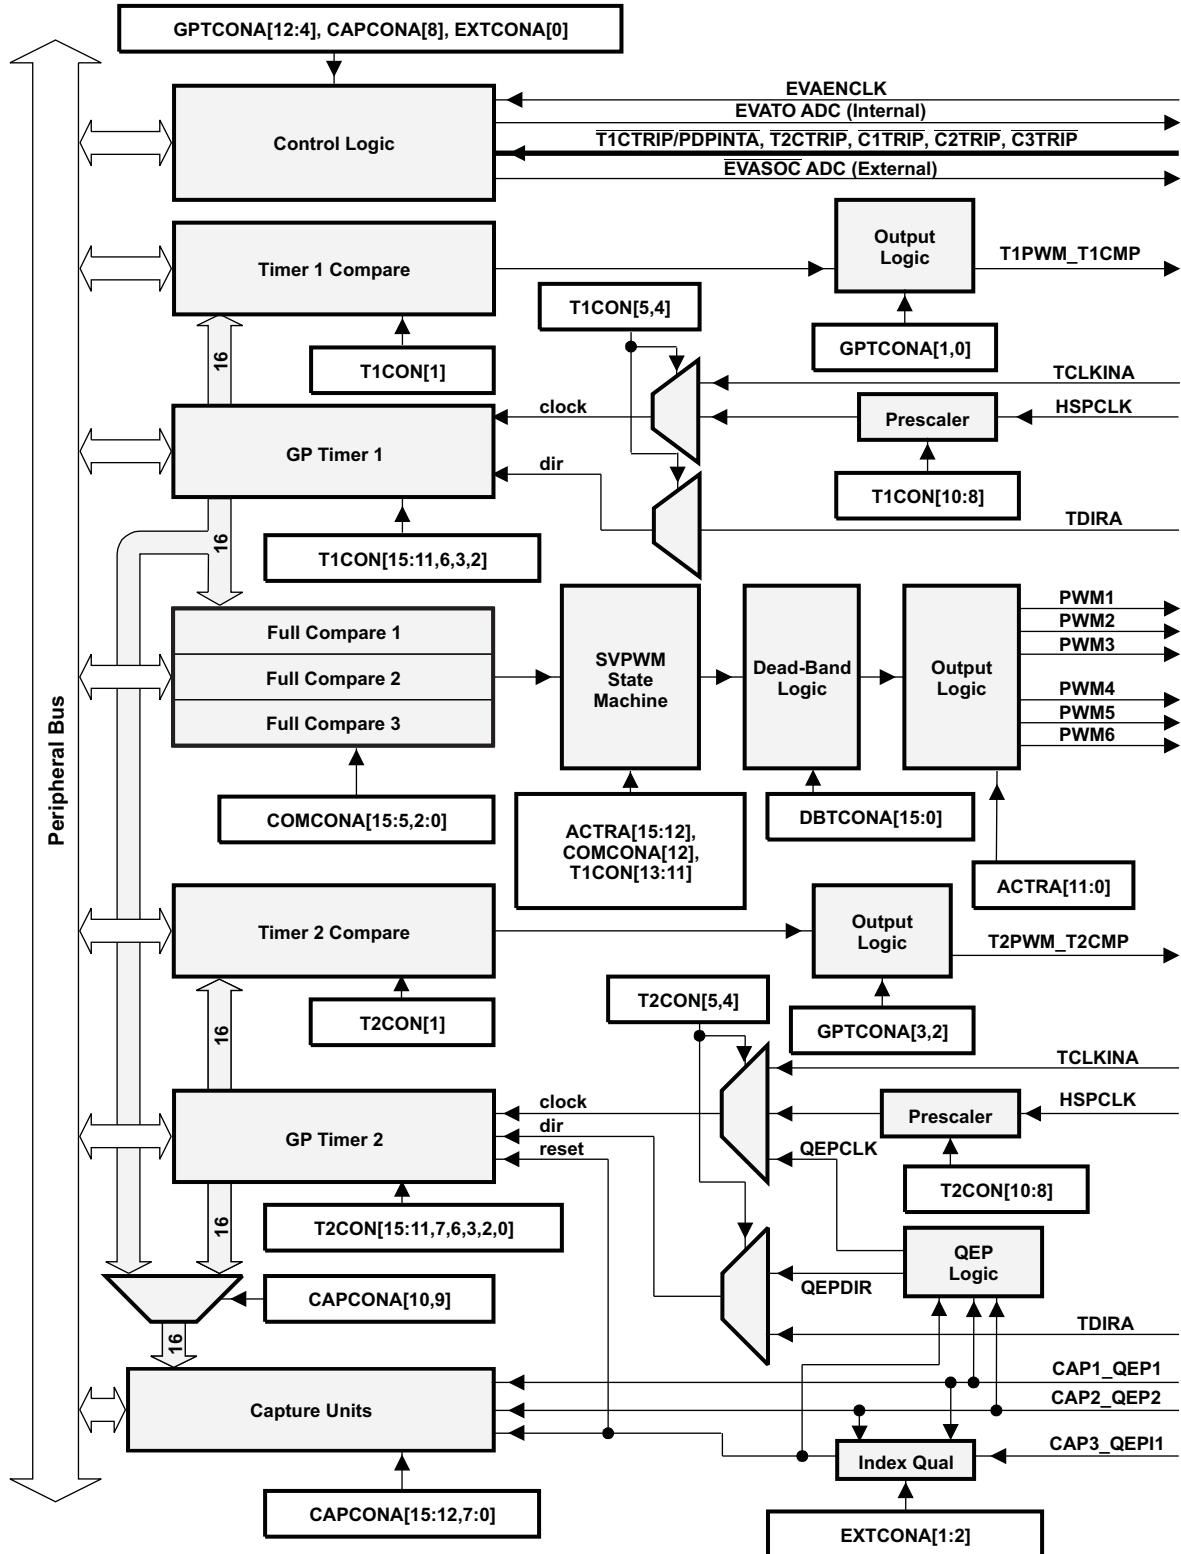 GPTCONA[12:4], CAPCONA[8], EXTCONA[0]
Control Logic
EVAENCLK
EVATO ADC (Internal)
T1CTRIP/PDPINTA, T2CTRIP, C1TRIP, C2TRIP, C3TRIP
EVASOC ADC (External)
Timer 1 Compare
Output
Logic
T1PWM_T1CMP
T1CON[5,4]
GPTCONA[1,0]
16
T1CON[1]
TCLKINA
GP Timer 1
clock
Prescaler
HSPCLK
dir
T1CON[10:8]
TDIRA
16
T1CON[15:11,6,3,2]
Full Compare 1
Full Compare 2
Full Compare 3
SVPWM
State
Machine
Dead-Band
Logic
Output
Logic
PWM1
PWM2
PWM3
PWM4
PWM5
PWM6
Peripheral Bus
COMCONA[15:5,2:0]
ACTRA[15:12],
COMCONA[12],
T1CON[13:11]
DBTCONA[15:0]
ACTRA[11:0]
Timer 2 Compare
Output
Logic
T2PWM_T2CMP
T2CON[5,4]
GPTCONA[3,2]
16
T2CON[1]
TCLKINA
GP Timer 2
clock
dir
reset
Prescaler
HSPCLK
QEPCLK
T2CON[10:8]
16
T2CON[15:11,7,6,3,2,0]
QEP
Logic
QEPDIR
CAPCONA[10,9]
TDIRA
16
Capture Units
CAP1_QEP1
CAP2_QEP2
CAP3_QEPI1
Index Qual
CAPCONA[15:12,7:0]
EXTCONA[1:2]